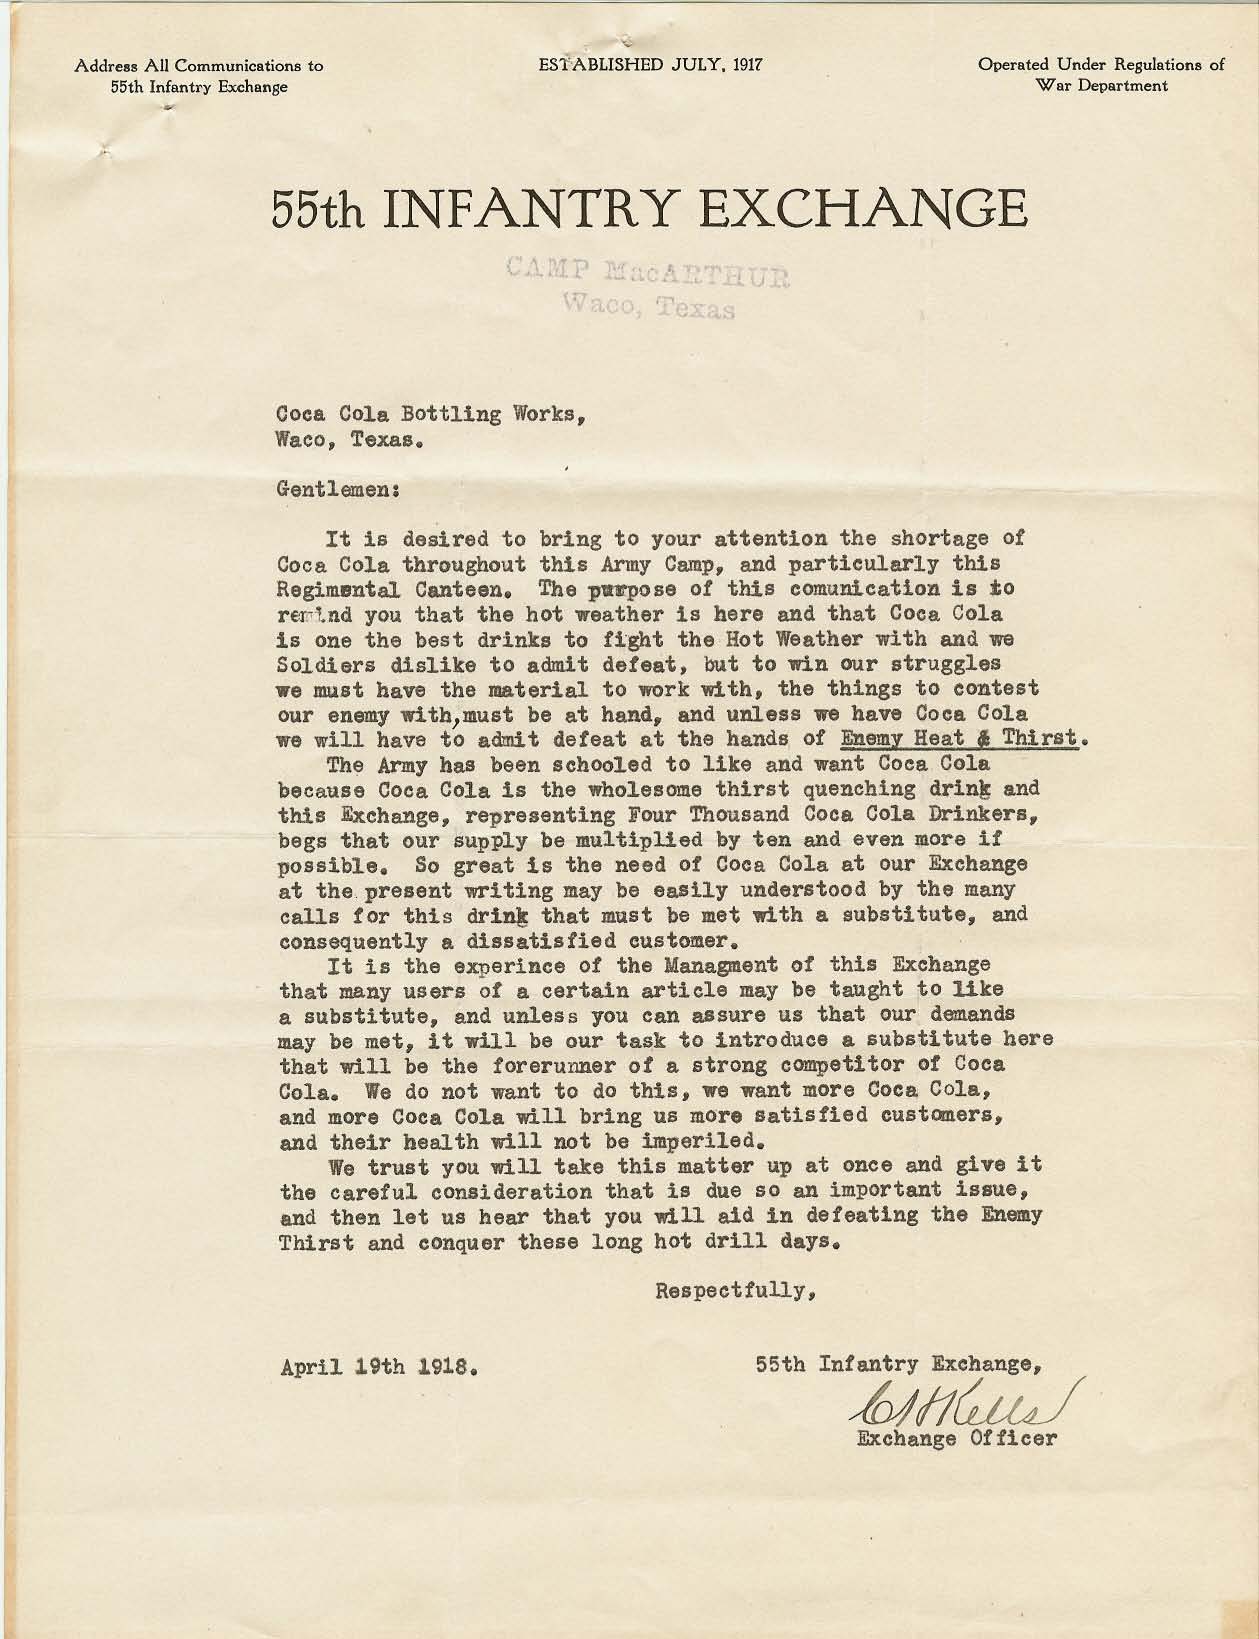 Address All Communications to
55th Infantry Exchange
ESTABLISHED JULY, 1917
Operated Under Regulations of
War Department
55th INFANTRY EXCHANGE
CAMP MacARTHUR
Waco, Texas
Coca Cola Bottling Works,
Waco, Texas.
Gentlemen:
It is desired to bring to your attention the shortage of
Coca Cola throughout this Army Camp, and particularly this
Regimental Canteen. The purpose of this comunication is to
remind you that the hot weather is here and that Coca Cola
is one the best drinks to fight the Hot Weather with and we
Soldiers dislike to admit defeat, but to win our struggles
we must have the material to work with, the things to contest
our enemy with,must be at hand, and unless we have Coca Cola
we will have to admit defeat at the hands of Enemy Heat & Thirst.
The Army has been schooled to like and want Coca Cola
because Coca Cola is the wholesome thirst quenching drink and
this Exchange, representing Four Thousand Coca Cola Drinkers,
begs that our supply be multiplied by ten and even more if
possible. So great is the need of Coca Cola at our Exchange
at the present writing may be easily understood by the many
calls for this drink that must be met with a substitute, and
consequently a dissatisfied customer.
It is the experince of the Managment of this Exchange
that many users of a certain article may be taught to like
a substitute, and unless you can assure us that our demands
may be met, it will be our task to introduce a substitute here
that will be the forerunner of a strong competitor of Coca
Cola. We do not want to do this, we want more Coca Cola,
and more Coca Cola will bring us more satisfied customers,
and their health will not be imperiled.
We trust you will take this matter up at once and give it
the careful consideration that is due so an important issue,
and then let us hear that you will aid in defeating the Enemy
Thirst and conquer these long hot drill days.
Respectfully,
April 19th 1918.
55th Infantry Exchange,
Kells
Exchange Officer